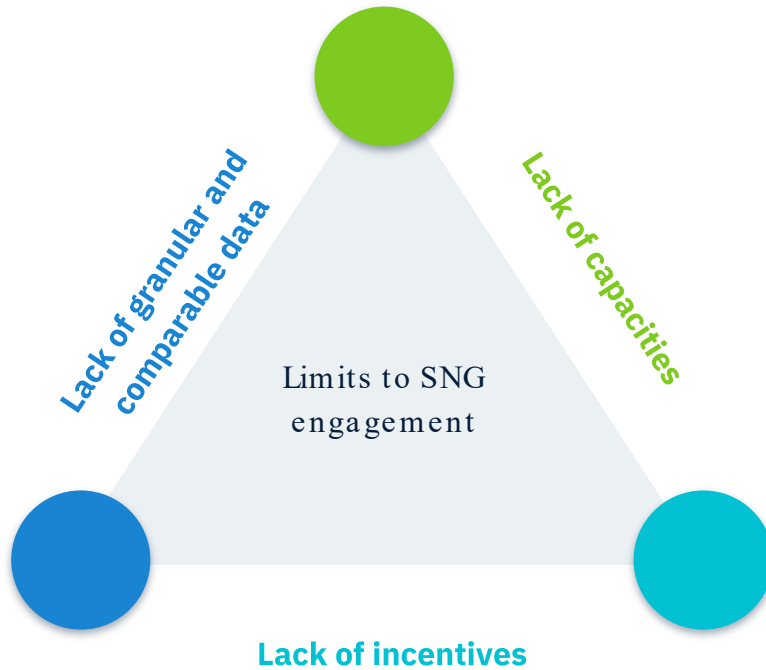 Lack of granular and
comparable data
Lack of capacities
Limits to SNG
engagement
Lack of incentives